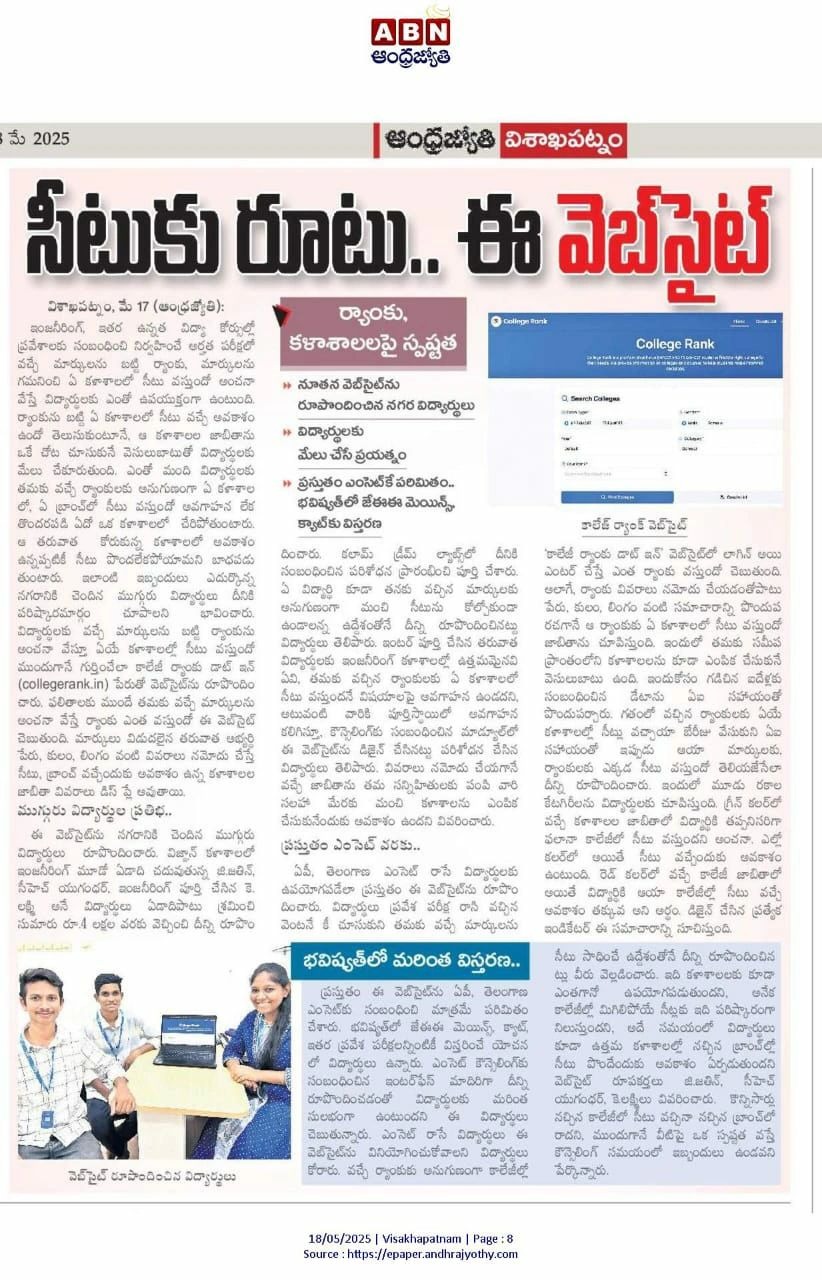 ABN
ఆంధ్రజ్యోతి
మే 2025
ఆంధ్రజ్యోతి విశాఖపట్నం
సీటుకు రూటు.. ఈ వెబ్‌సైట్
విశాఖపట్నం, మే 17 (ఆంధ్రజ్యోతి):
ఇంజనీరింగ్, ఇతర ఉన్నత విద్యా కోర్సుల్లో
ప్రవేశాలకు సంబంధించి నిర్వహించే అర్హత పరీక్షలో
వచ్చే మార్కులను బట్టి ర్యాంకు, మార్కులను
గమనించి ఏ కళాశాలలో సీటు వస్తుందో అంచనా
వేస్తే విద్యార్థులకు ఎంతో ఉపయుక్తంగా ఉంటుంది.
ర్యాంకును బట్టి ఏ కళాశాలలో సీటు వచ్చే అవకాశం
ఉందో తెలుసుకుంటూనే, ఆ కళాశాలల జాబితాను
ఒకే చోట చూసుకునే వెసులుబాటుతో విద్యార్థులకు
మేలు చేకూరుతుంది. ఎంతో మంది విద్యార్థులకు
తమకు వచ్చే ర్యాంకులకు అనుగుణంగా ఏ కళాశాల
లో, ఏ బ్రాంచ్‌లో సీటు వస్తుందో అవగాహన లేక
తొందరపడి ఏదో ఒక కళాశాలలో చేరిపోతుంటారు.
ఆ తరువాత కోరుకున్న కళాశాలలో అవకాశం
ఉన్నప్పటికీ సీటు పొందలేకపోయామని బాధపడు
తుంటారు. ఇలాంటి ఇబ్బందులు ఎదుర్కొన్న
నగరానికి చెందిన ముగ్గురు విద్యార్థులు దీనికి
పరిష్కారమార్గం చూపాలని భావించారు.
విద్యార్థులకు వచ్చే మార్కులను బట్టి ర్యాంకును
అంచనా వేస్తూ ఏయే కళాశాలల్లో సీటు వస్తుందో
ముందుగానే గుర్తించేలా కాలేజీ ర్యాంకు డాట్ ఇన్
(collegerank.in) పేరుతో వెబ్‌సైట్‌ను రూపొందిం
చారు. ఫలితాలకు ముందే తమకు వచ్చే మార్కులను
అంచనా వేస్తే ర్యాంకు ఎంత వస్తుందో ఈ వెబ్‌సైట్
చెబుతుంది. మార్కులు విడుదలైన తరువాత అభ్యర్థి
పేరు, కులం, లింగం వంటి వివరాలు నమోదు చేస్తే
సీటు, బ్రాంచ్ వచ్చేందుకు అవకాశం ఉన్న కళాశాలల
జాబితా వివరాలు డిస్ ప్లే అవుతాయి.
ముగ్గురు విద్యార్థుల ప్రతిభ..
ఈ వెబ్‌సైట్‌ను నగరానికి చెందిన ముగ్గురు
విద్యార్థులు రూపొందించారు. విజ్ఞాన్ కళాశాలలో
ఇంజనీరింగ్ మూడో ఏడాది చదువుతున్న జి.జతిన్,
సీహెచ్ యుగంధర్, ఇంజనీరింగ్ పూర్తి చేసిన కె.
లక్ష్మి అనే విద్యార్థులు ఏడాదిపాటు శ్రమించి
సుమారు రూ.4 లక్షల వరకు వెచ్చించి దీన్ని రూపొం
ర్యాంకు,
కళాశాలలపై స్పష్టత
నూతన వెబ్‌సైట్‌ను
రూపొందించిన నగర విద్యార్థులు
విద్యార్థులకు
మేలు చేసే ప్రయత్నం
ప్రస్తుతం ఎంసెట్‌కే పరిమితం..
భవిష్యత్‌లో జేఈఈ మెయిన్స్,
క్యాట్‌కు విస్తరణ
College Rank
College Rank
Search Colleges
కాలేజ్ ర్యాంక్ వెబ్‌సైట్
దించారు. కలామ్ డ్రీమ్ ల్యాబ్స్‌లో దీనికి
సంబంధించిన పరిశోధన ప్రారంభించి పూర్తి చేశారు.
ఏ విద్యార్థి కూడా తనకు వచ్చిన మార్కులకు
అనుగుణంగా మంచి సీటును కోల్పోకుండా
ఉండాలన్న ఉద్దేశంతోనే దీన్ని రూపొందించినట్టు
విద్యార్థులు తెలిపారు. ఇంటర్ పూర్తి చేసిన తరువాత
విద్యార్థులకు ఇంజనీరింగ్ కళాశాలల్లో ఉత్తమమైనవి
ఏవి, తమకు వచ్చిన ర్యాంకులకు ఏ కళాశాలలో
సీటు వస్తుందనే విషయాలపై అవగాహన ఉండదని,
అటువంటి వారికి పూర్తిస్థాయిలో అవగాహన
కలిగిస్తూ, కౌన్సెలింగ్‌కు సంబంధించిన మాడ్యూల్‌లో
ఈ వెబ్‌సైట్‌ను డిజైన్ చేసినట్టు పరిశోధన చేసిన
విద్యార్థులు తెలిపారు. వివరాలు నమోదు చేయగానే
వచ్చే జాబితాను తమ సన్నిహితులకు పంపి వారి
సలహా మేరకు మంచి కళాశాలను ఎంపిక
చేసుకునేందుకు అవకాశం ఉందని వివరించారు.
ప్రస్తుతం ఎంసెట్ వరకు..
ఏపీ, తెలంగాణ ఎంసెట్ రాసే విద్యార్థులకు
ఉపయోగపడేలా ప్రస్తుతం ఈ వెబ్‌సైట్‌ను రూపొం
దించారు. విద్యార్థులు ప్రవేశ పరీక్ష రాసి వచ్చిన
వెంటనే కీ చూసుకుని తమకు వచ్చే మార్కులను
'కాలేజీ ర్యాంకు డాట్ ఇన్' వెబ్‌సైట్‌లో లాగిన్ అయి
ఎంటర్ చేస్తే ఎంత ర్యాంకు వస్తుందో చెబుతుంది.
అలాగే, ర్యాంకు వివరాలు నమోదు చేయడంతోపాటు
పేరు, కులం, లింగం వంటి సమాచారాన్ని పొందుప
రచగానే ఆ ర్యాంకుకు ఏ కళాశాలలో సీటు వస్తుందో
జాబితాను చూపిస్తుంది. ఇందులో తమకు సమీప
ప్రాంతంలోని కళాశాలలను కూడా ఎంపిక చేసుకునే
వెసులుబాటు ఉంది. ఇందుకోసం గడిచిన ఐదేళ్లకు
సంబంధించిన డేటాను ఏఐ సహాయంతో
పొందుపర్చారు. గతంలో వచ్చిన ర్యాంకులకు ఏయే
కళాశాలల్లో సీట్లు వచ్చాయో బేరీజు వేసుకుని ఏఐ
సహాయంతో ఇప్పుడు ఆయా మార్కులకు,
ర్యాంకులకు ఎక్కడ సీటు వస్తుందో తెలియజేసేలా
దీన్ని రూపొందించారు. ఇందులో మూడు రకాల
కేటగిరీలను విద్యార్థులకు చూపిస్తుంది. గ్రీన్ కలర్‌లో
వచ్చే కళాశాలల జాబితాలో విద్యార్థికి తప్పనిసరిగా
ఫలానా కాలేజీలో సీటు వస్తుందని అంచనా. ఎల్లో
కలర్‌లో అయితే సీటు వచ్చేందుకు అవకాశం
ఉంటుంది. రెడ్ కలర్‌లో వచ్చే కాలేజీ జాబితాలో
అయితే విద్యార్థికి ఆయా కాలేజీల్లో సీటు వచ్చే
అవకాశం తక్కువ అని అర్థం. డిజైన్ చేసిన ప్రత్యేక
ఇండికేటర్ ఈ సమాచారాన్ని సూచిస్తుంది.
వెబ్‌సైట్ రూపొందించిన విద్యార్థులు
భవిష్యత్‌లో మరింత విస్తరణ..
ప్రస్తుతం ఈ వెబ్‌సైట్‌ను ఏపీ, తెలంగాణ
ఎంసెట్‌కు సంబంధించి మాత్రమే పరిమితం
చేశారు. భవిష్యత్‌లో జేఈఈ మెయిన్స్, క్యాట్,
ఇతర ప్రవేశ పరీక్షలన్నింటికీ విస్తరించే యోచన
లో విద్యార్థులు ఉన్నారు. ఎంసెట్ కౌన్సెలింగ్‌కు
సంబంధించిన ఇంటర్‌ఫేస్ మాదిరిగా దీన్ని
రూపొందించడంతో విద్యార్థులకు మరింత
సులభంగా ఉంటుందని ఈ విద్యార్థులు
చెబుతున్నారు. ఎంసెట్ రాసే విద్యార్థులు ఈ
వెబ్‌సైట్‌ను వినియోగించుకోవాలని విద్యార్థులు
కోరారు. వచ్చే ర్యాంకుకు అనుగుణంగా కాలేజీల్లో
సీటు సాధించే ఉద్దేశంతోనే దీన్ని రూపొందించిన
ట్లు వీరు వెల్లడించారు. ఇది కళాశాలలకు కూడా
ఎంతగానో ఉపయోగపడుతుందని, అనేక
కాలేజీల్లో మిగిలిపోయే సీట్లకు ఇది పరిష్కారంగా
నిలుస్తుందని, అదే సమయంలో విద్యార్థులు
కూడా ఉత్తమ కళాశాలల్లో నచ్చిన బ్రాంచ్‌ల్లో
సీటు పొందేందుకు అవకాశం ఏర్పడుతుందని
వెబ్‌సైట్ రూపకర్తలు జి.జతిన్, సీహెచ్
యుగంధర్, కె.లక్ష్మిలు వివరించారు. కొన్నిసార్లు
నచ్చిన కాలేజీలో సీటు వచ్చినా నచ్చిన బ్రాంచ్‌లో
రాదని, ముందుగానే వీటిపై ఒక స్పష్టత వస్తే
కౌన్సెలింగ్ సమయంలో ఇబ్బందులు ఉండవని
పేర్కొన్నారు.
18/05/2025 | Visakhapatnam | Page : 8
Source : https://epaper.andhrajyothy.com